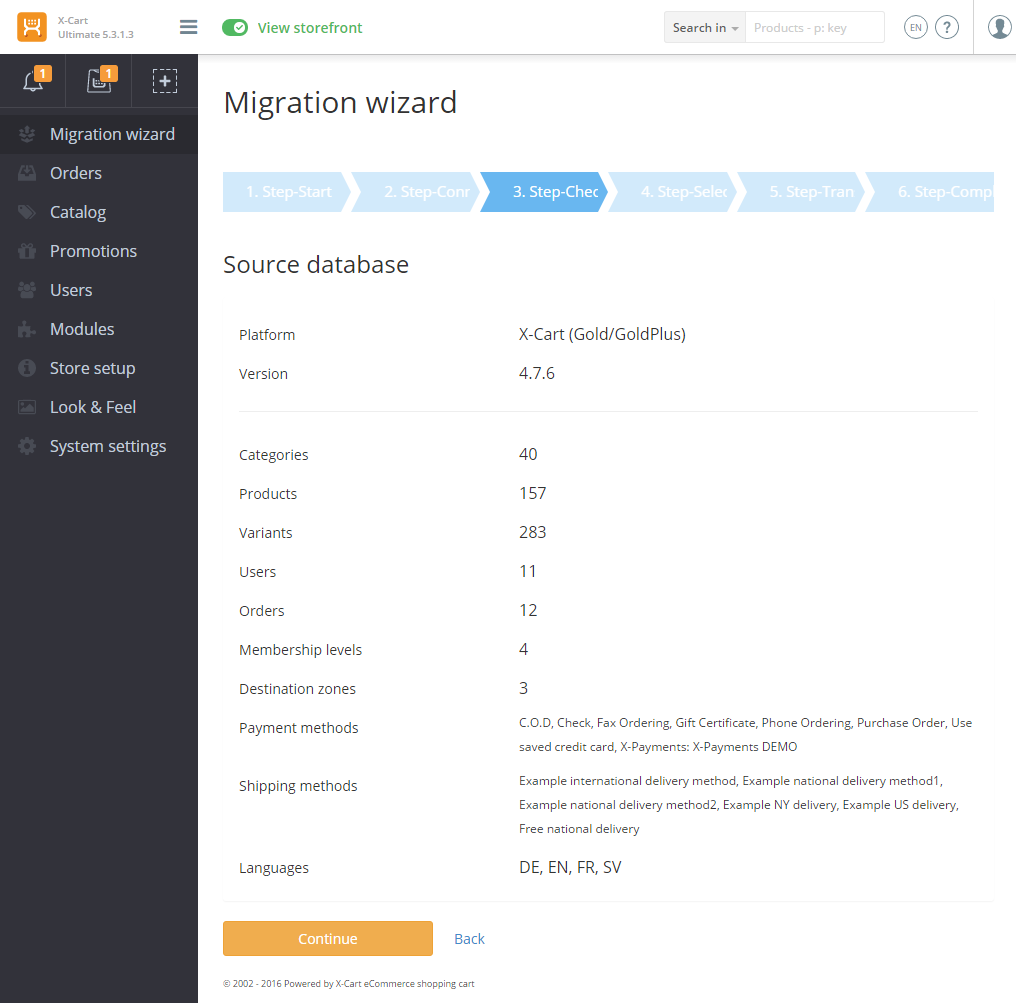 X-Cart
Ultimate 5.3.1.3
View storefront
Search in
Products - p: key
EN
?
1
1
Migration wizard
Orders
Catalog
Promotions
Users
Modules
Store setup
Look & Feel
System settings
Migration wizard
1. Step-Start
2. Step-Conn
3. Step-Chec
4. Step-Selec
5. Step-Tran
6. Step-Comp
Source database
Platform
X-Cart (Gold/GoldPlus)
Version
4.7.6
Categories
40
Products
157
Variants
283
Users
11
Orders
12
Membership levels
4
Destination zones
3
Payment methods
C.O.D, Check, Fax Ordering, Gift Certificate, Phone Ordering, Purchase Order, Use
saved credit card, X-Payments: X-Payments DEMO
Shipping methods
Example international delivery method, Example national delivery method1,
Example national delivery method2, Example NY delivery, Example US delivery,
Free national delivery
Languages
DE, EN, FR, SV
Continue
Back
© 2002 - 2016 Powered by X-Cart eCommerce shopping cart